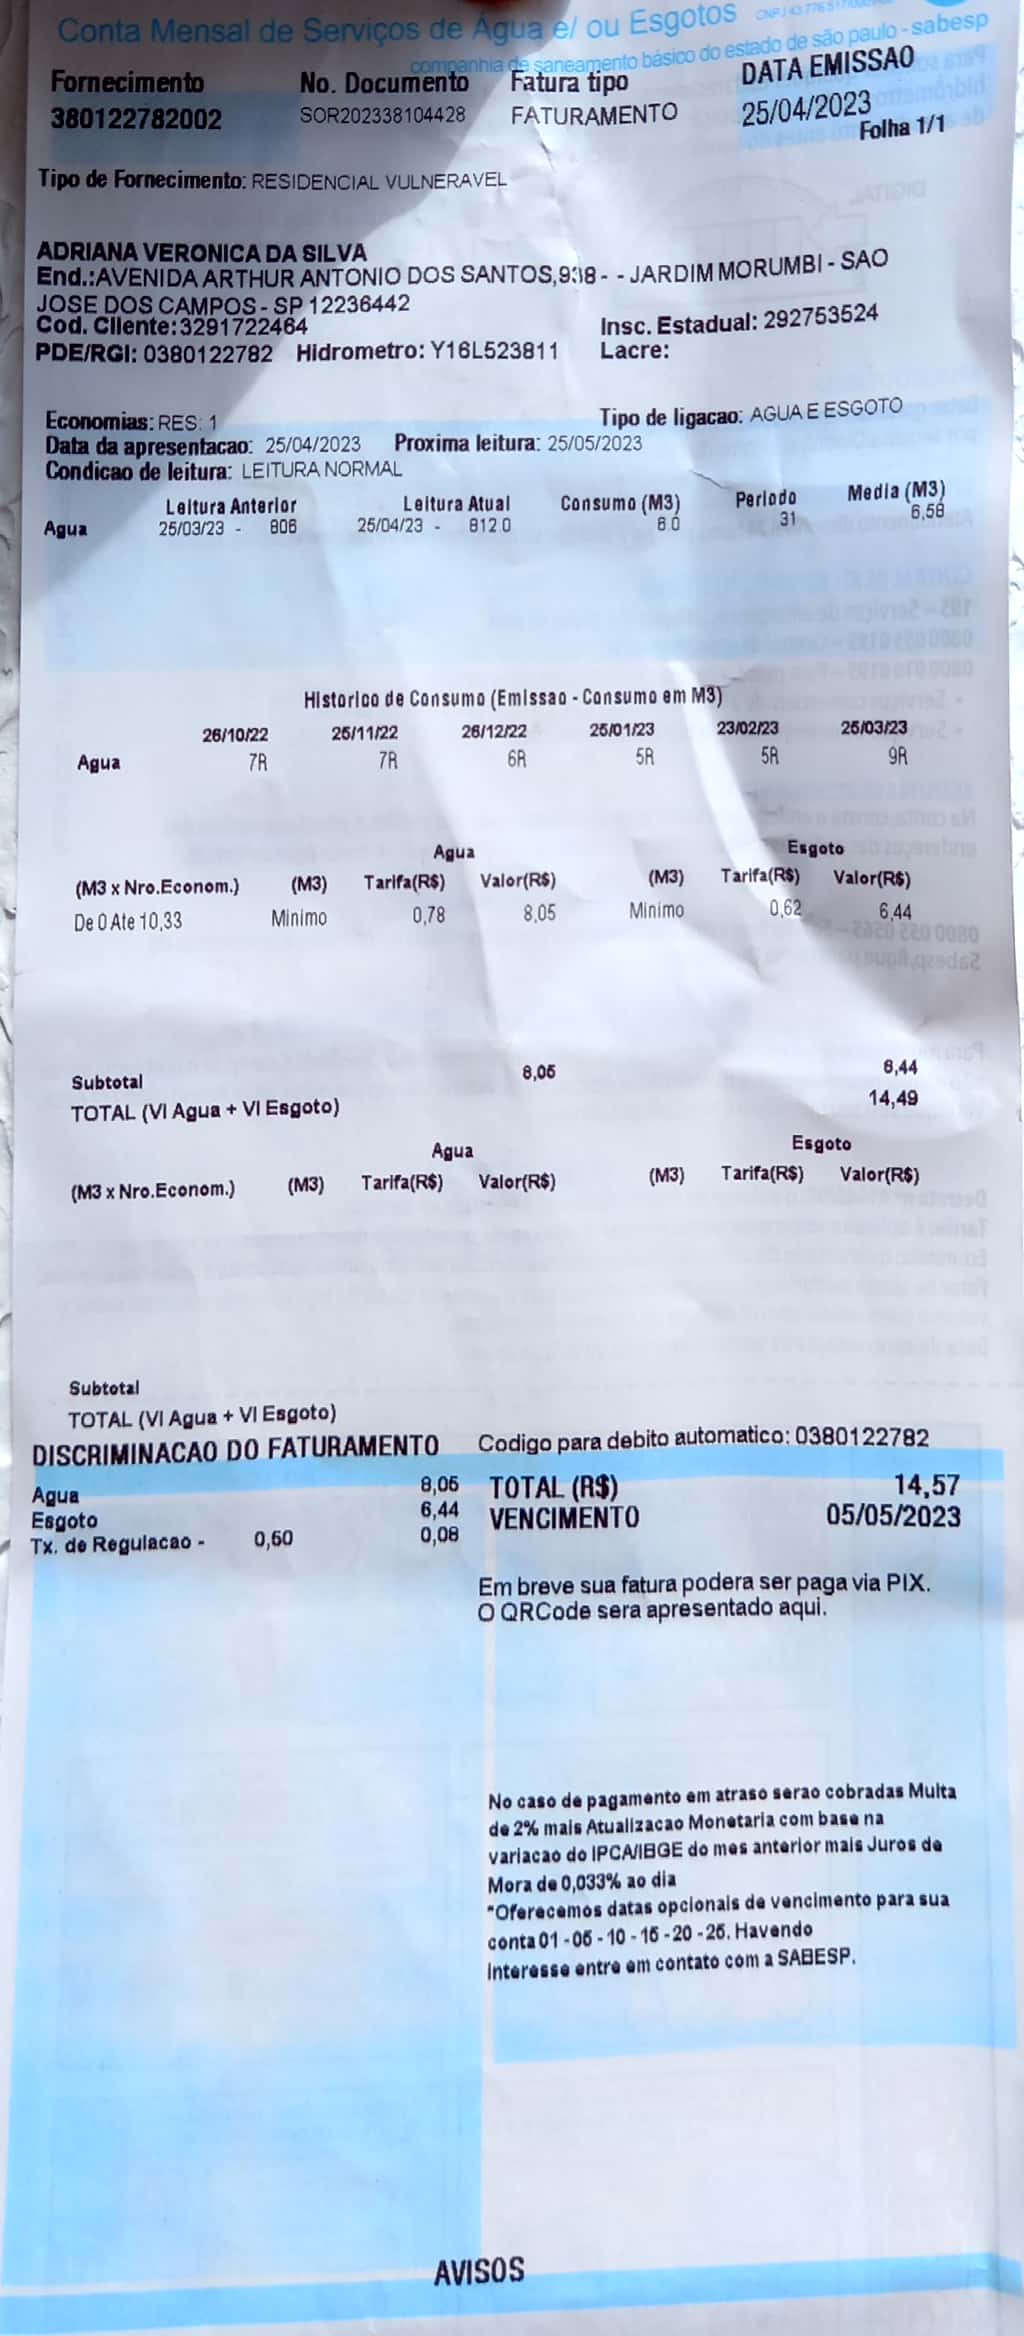 Conta Mensal de Serviços de Água e/ ou Esgotos
companhia de saneamento básico do estado de são paulo - sabesp
Fornecimento No. Documento Fatura tipo DATA EMISSAO
380122782002 SOR202338104428 FATURAMENTO 25/04/2023
Folha 1/1
Tipo de Fornecimento: RESIDENCIAL VULNERAVEL
ADRIANA VERONICA DA SILVA
End.:AVENIDA ARTHUR ANTONIO DOS SANTOS,938 - - JARDIM MORUMBI - SAO
JOSE DOS CAMPOS - SP 12236442
Cod. Cliente: 3291722464 Insc. Estadual: 292753524
PDE/RGI: 0380122782 Hidrometro: Y16L523811 Lacre:
Economias: RES: 1 Tipo de ligacao: AGUA E ESGOTO
Data da apresentacao: 25/04/2023 Proxima leitura: 25/05/2023
Condicao de leitura: LEITURA NORMAL
Leitura Anterior Leitura Atual Consumo (M3) Periodo Media (M3)
Agua 25/03/23 - 806 25/04/23 - 812.0 6.0 31 6,58
Historico de Consumo (Emissao - Consumo em M3)
26/10/22 25/11/22 26/12/22 25/01/23 23/02/23 25/03/23
Agua 7R 7R 6R 5R 5R 9R
Agua Esgoto
(M3 x Nro.Econom.) (M3) Tarifa(R$) Valor(R$) (M3) Tarifa(R$) Valor(R$)
De 0 Ate 10,33 Minimo 0,78 8,05 Minimo 0,62 6,44
Subtotal 8,05 6,44
TOTAL (Vl Agua + Vl Esgoto) 14,49
Agua Esgoto
(M3 x Nro.Econom.) (M3) Tarifa(R$) Valor(R$) (M3) Tarifa(R$) Valor(R$)
Subtotal
TOTAL (Vl Agua + Vl Esgoto)
DISCRIMINACAO DO FATURAMENTO Codigo para debito automatico: 0380122782
Agua 8,05 TOTAL (R$) 14,57
Esgoto 6,44 VENCIMENTO 05/05/2023
Tx. de Regulacao - 0,50 0,08
Em breve sua fatura podera ser paga via PIX.
O QRCode sera apresentado aqui.
No caso de pagamento em atraso serao cobradas Multa
de 2% mais Atualizacao Monetaria com base na
variacao do IPCA/IBGE do mes anterior mais Juros de
Mora de 0,033% ao dia
*Oferecemos datas opcionais de vencimento para sua
conta 01 - 05 - 10 - 15 - 20 - 25. Havendo
Interesse entre em contato com a SABESP.
AVISOS